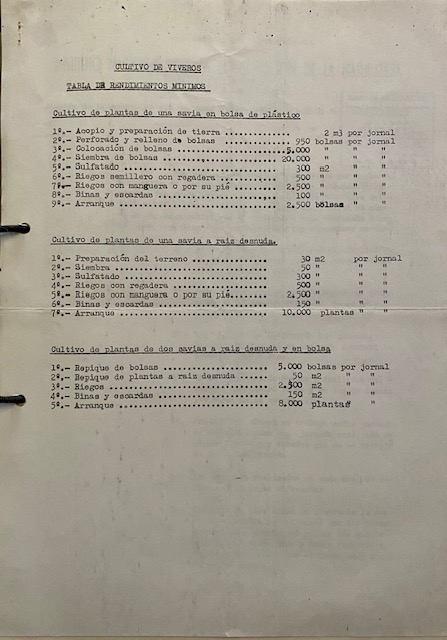 CULTIVO DE VIVEROS
TABLA DE RENDIMIENTOS MINIMOS
Cultivo de plantas de una savia en bolsa de plástico
1º.- Acopio y preparación de tierra ............ 2 m3 por jornal
2º.- Perforado y relleno de bolsas ............. 950 bolsas por jornal
3º.- Colocación de bolsas ..................... 5.000 " " "
4º.- Siembra de bolsas ..................... 20.000 " " "
5º.- Sulfatado ............................... 300 m2 " "
6º.- Riegos semillero con regadera ............ 500 " " "
7º.- Riegos con manguera o por su pié ........ 2.500 " " "
8º.- Binas y escardas ......................... 100 " " "
9º.- Arranque ............................... 2.500 bolsas " "
Cultivo de plantas de una savia a raiz desnuda.
1º.- Preparación del terreno ................ 30 m2 por jornal
2º.- Siembra ................................ 50 " " "
3º.- Sulfatado .............................. 300 " " "
4º.- Riegos con regadera .................... 500 " " "
5º.- Riegos con manguera o por su pié....... 2.500 " " "
6º.- Binas y escardas ....................... 150 " " "
7º.- Arranque ............................. 10.000 plantas " "
Cultivo de plantas de dos savias a raiz desnuda y en bolsa
1º.- Repique de bolsas ..................... 5.000 bolsas por jornal
2º.- Repique de plantas a raiz desnuda ...... 50 m2 " "
3º.- Riegos ................................ 2.500 m2 " "
4º.- Binas y escardas ...................... 150 m2 " "
5º.- Arranque .............................. 8.000 plantas " "